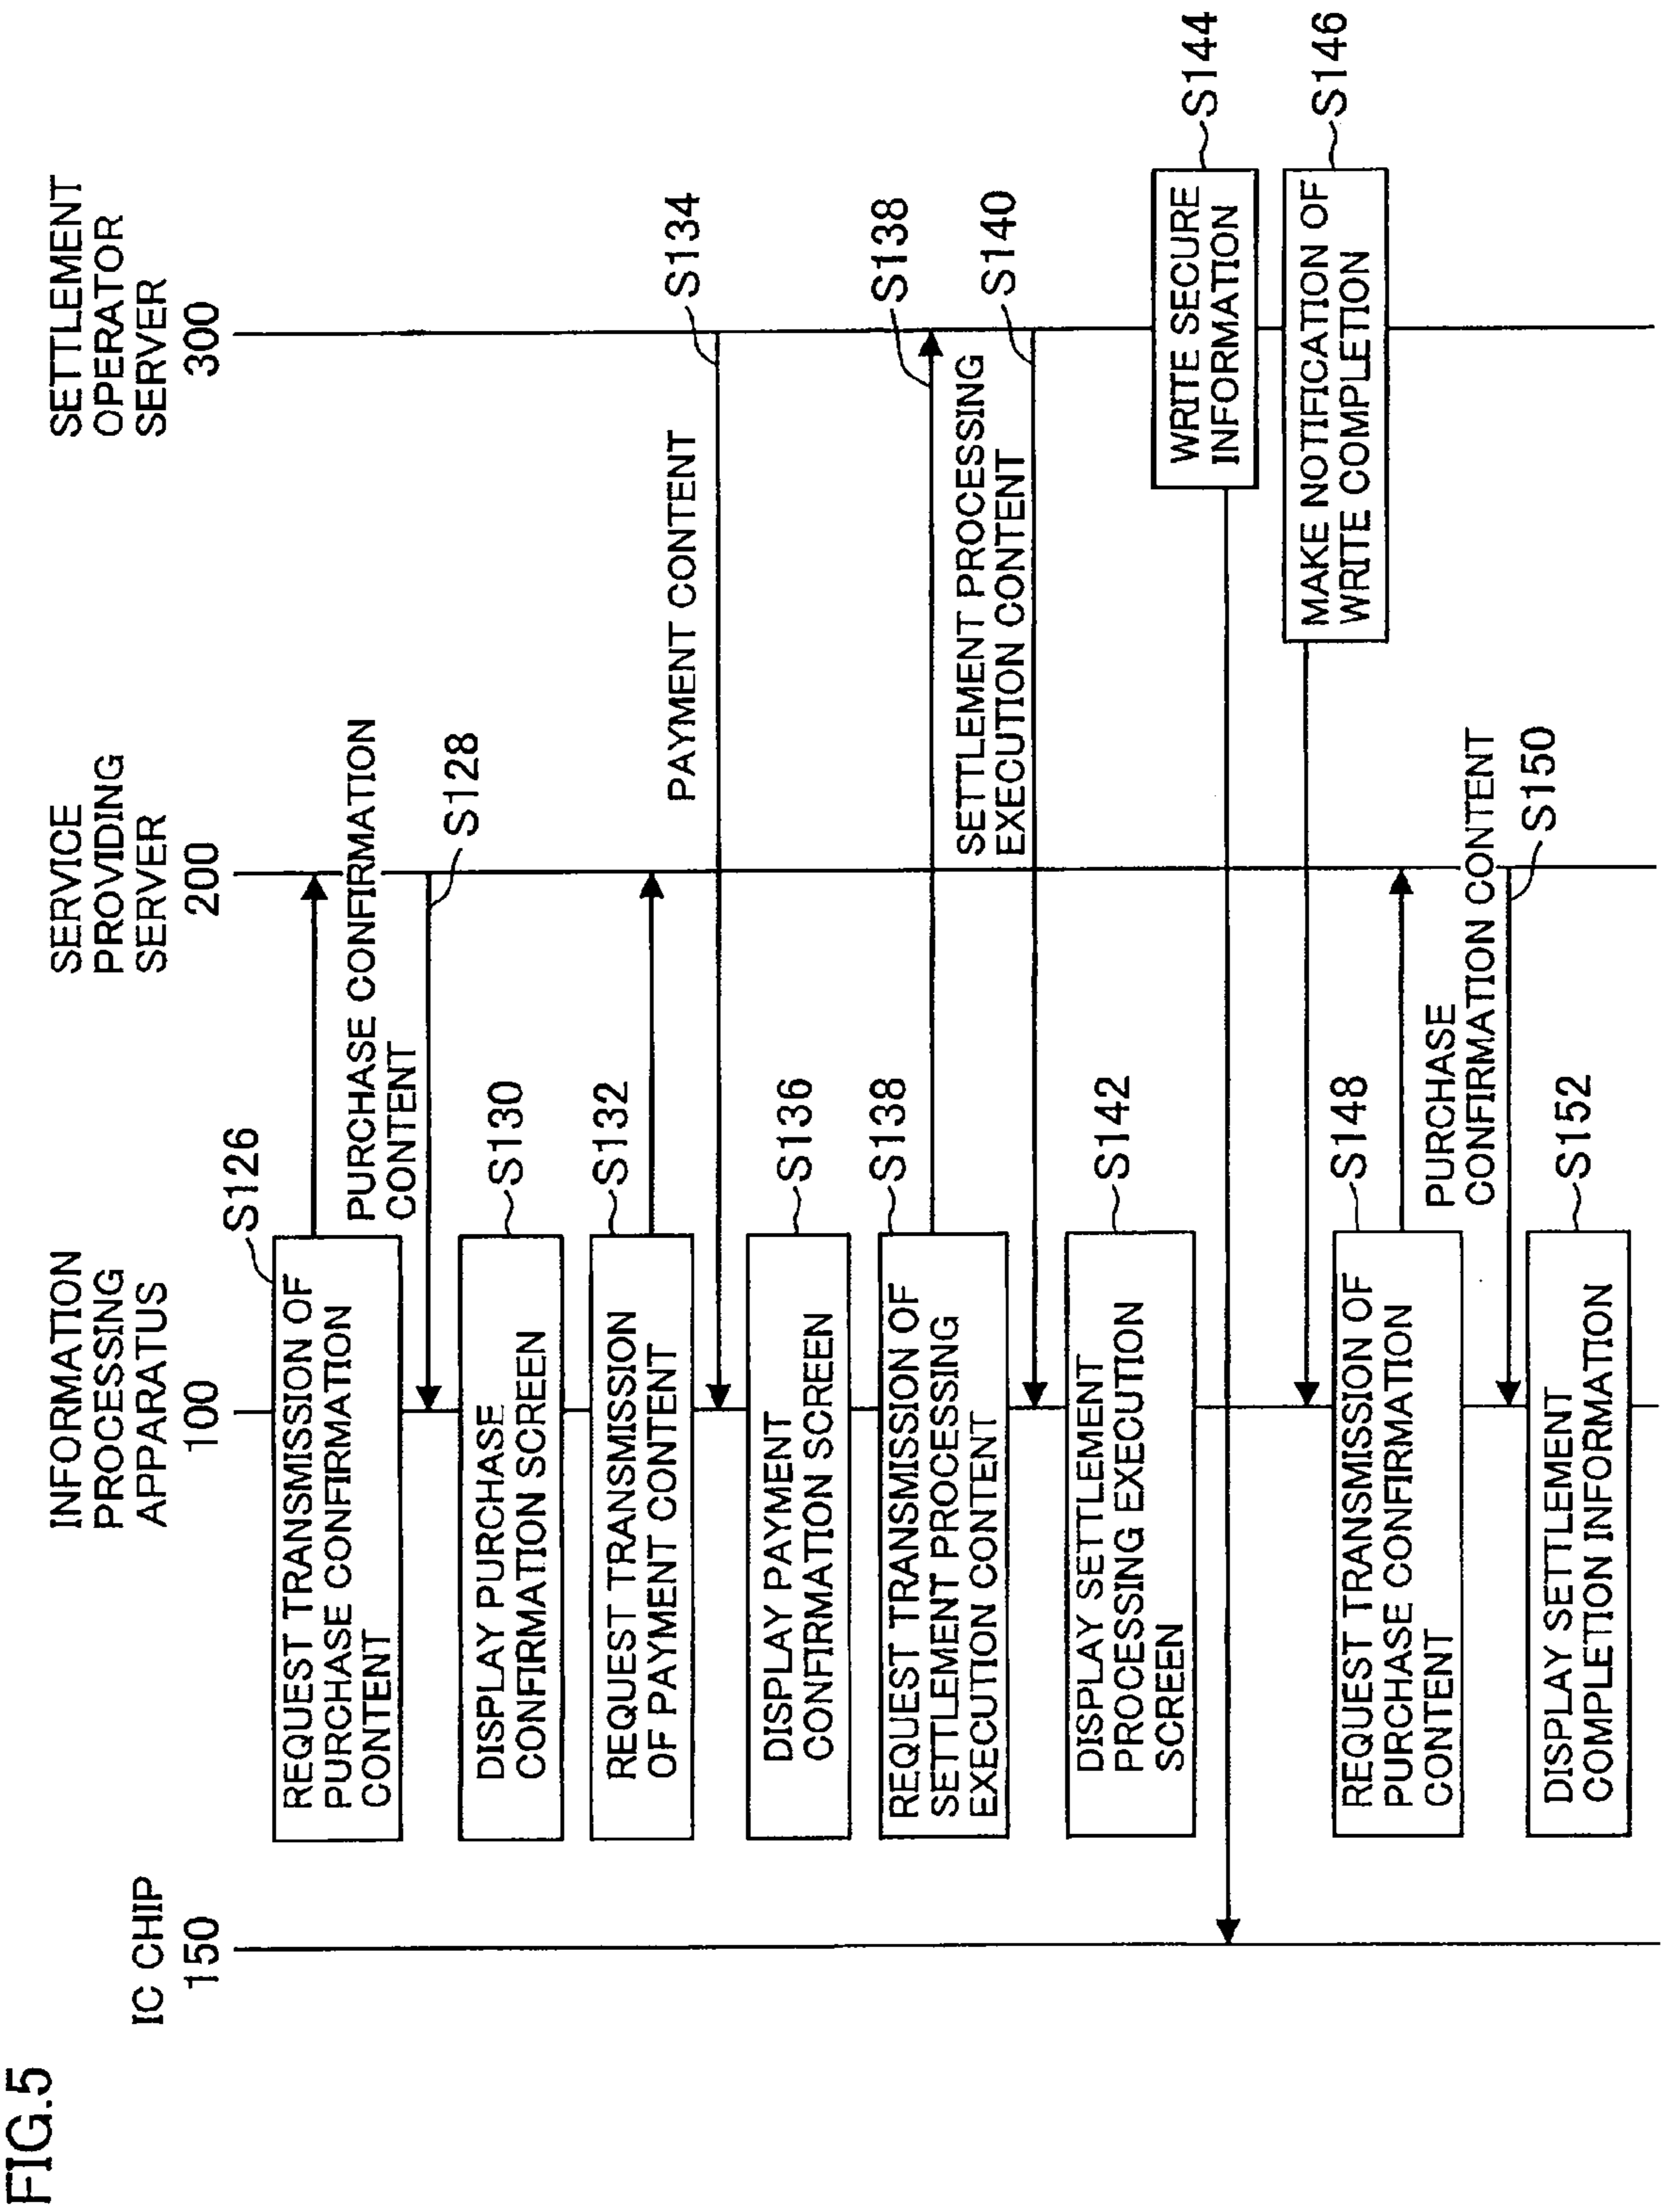 FIG.5
IC CHIP
150
INFORMATION
PROCESSING
APPARATUS
100
SERVICE
PROVIDING
SERVER
200
SETTLEMENT
OPERATOR
SERVER
300
S126
REQUEST TRANSMISSION OF
PURCHASE CONFIRMATION
CONTENT
PURCHASE CONFIRMATION
CONTENT
S128
DISPLAY PURCHASE
CONFIRMATION SCREEN
S130
REQUEST TRANSMISSION
OF PAYMENT CONTENT
S132
PAYMENT CONTENT
S134
DISPLAY PAYMENT
CONFIRMATION SCREEN
S136
REQUEST TRANSMISSION OF
SETTLEMENT PROCESSING
EXECUTION CONTENT
S138
S138
SETTLEMENT PROCESSING
EXECUTION CONTENT
S140
DISPLAY SETTLEMENT
PROCESSING EXECUTION
SCREEN
S142
WRITE SECURE
INFORMATION
S144
MAKE NOTIFICATION OF
WRITE COMPLETION
S146
REQUEST TRANSMISSION OF
PURCHASE CONFIRMATION
CONTENT
S148
PURCHASE
CONFIRMATION CONTENT
S150
DISPLAY SETTLEMENT
COMPLETION INFORMATION
S152